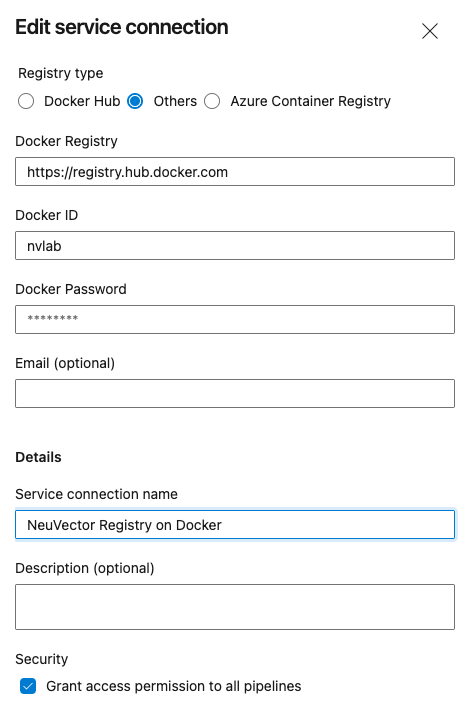 Edit service connection
Registry type
Docker Hub Others Azure Container Registry
Docker Registry
https://registry.hub.docker.com
Docker ID
nvlab
Docker Password
********
Email (optional)
Details
Service connection name
NeuVector Registry on Docker
Description (optional)
Security
Grant access permission to all pipelines